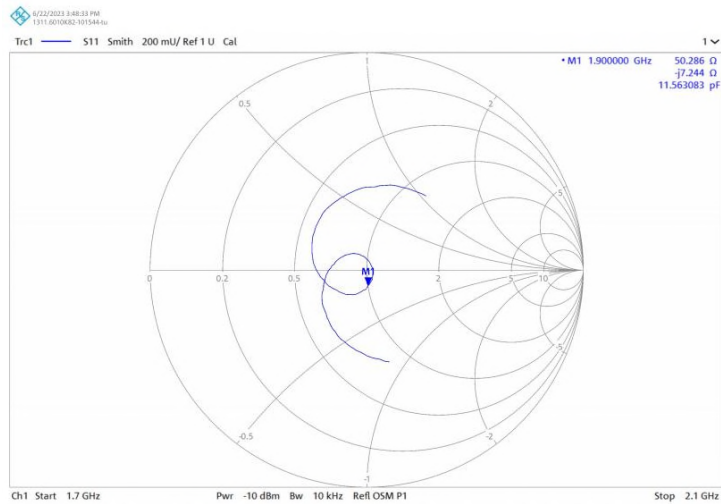 6/22/2023 3:48:33 PM
1311.6010K82-101544-tu
Trc1 S11 Smith 200 mU/ Ref 1 U Cal 1
• M1 1.900000 GHz 50.286 Ω
-j7.244 Ω
11.563083 pF
1
0.5 2
5
M1
0 0.2 0.5 2 5 10
-5
-0.5 -2
-1
Ch1 Start 1.7 GHz Pwr -10 dBm Bw 10 kHz Refl OSM P1 Stop 2.1 GHz